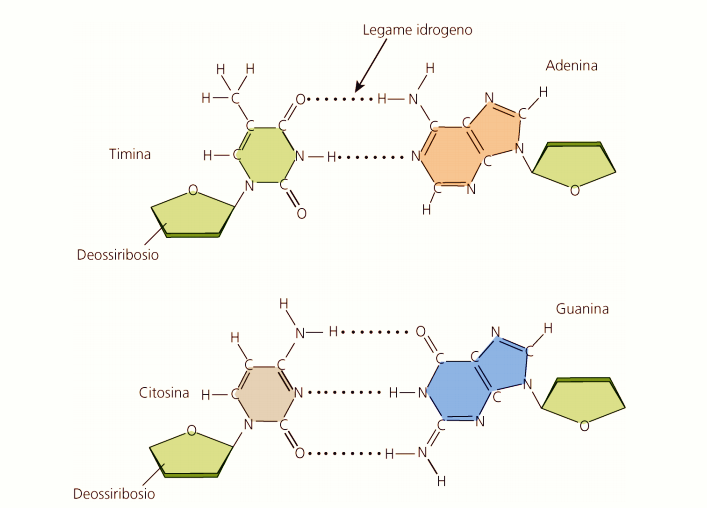 Legame idrogeno
Adenina
H H H H
H C O H N N C
C C C C
Timina
H C N H N C N
N C C N
O O H O
Deossiribosio
Guanina
H H H
H N H O N C
C C C C
Citosina
H C N H N C N
N C C N
O O H N O
H
Deossiribosio